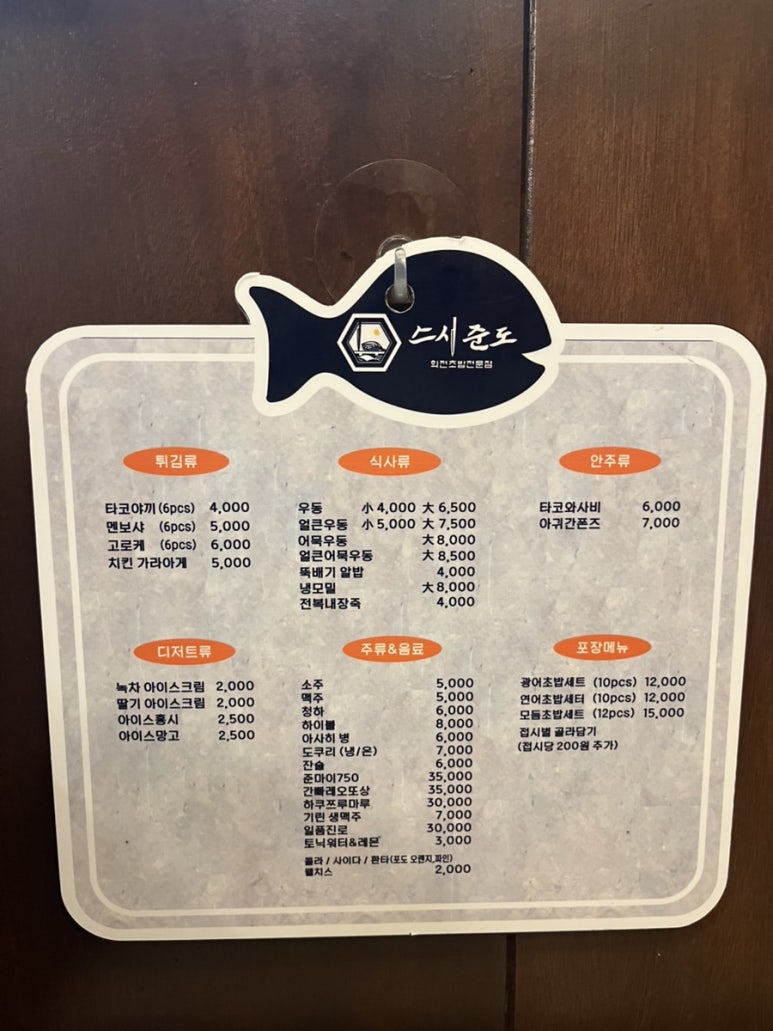 스시 준도
회전초밥전문점
튀김류
타코야끼 (6pcs) 4,000
멘보샤 (6pcs) 5,000
고로케 (6pcs) 6,000
치킨 가라아게 5,000
식사류
우동 小 4,000 大 6,500
얼큰우동 小 5,000 大 7,500
어묵우동 大 8,000
얼큰어묵우동 大 8,500
뚝배기 알밥 4,000
냉모밀 大 8,000
전복내장죽 4,000
안주류
타코와사비 6,000
아귀간폰즈 7,000
디저트류
녹차 아이스크림 2,000
딸기 아이스크림 2,000
아이스홍시 2,500
아이스망고 2,500
주류&음료
소주 5,000
맥주 5,000
청하 6,000
하이볼 8,000
아사히 병 6,000
도쿠리 (냉/온) 7,000
잔술 6,000
준마이750 35,000
간빠레오또상 35,000
하쿠쯔루마루 30,000
기린 생맥주 7,000
일품진로 30,000
토닉워터&레몬 3,000
콜라 / 사이다 / 환타(포도 오렌지,파인)
웰치스 2,000
포장메뉴
광어초밥세트 (10pcs) 12,000
연어초밥세터 (10pcs) 12,000
모둠초밥세트 (12pcs) 15,000
접시별 골라담기
(접시당 200원 추가)